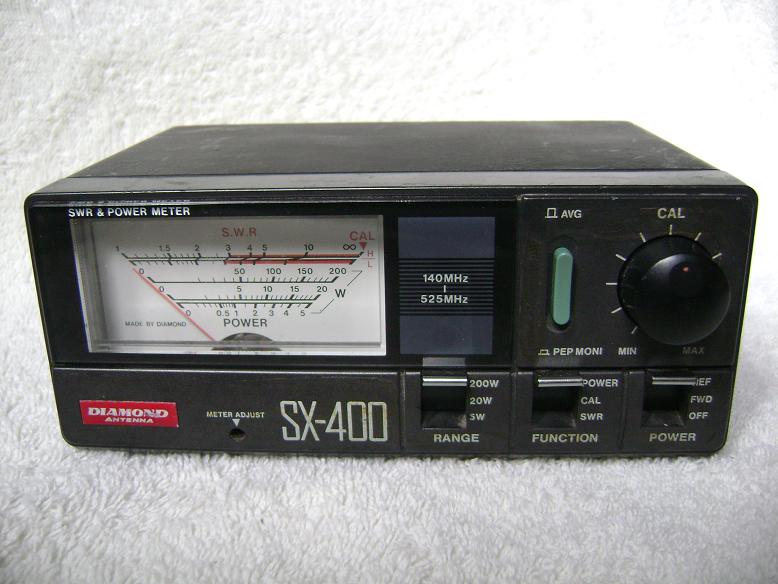 SWR & POWER METER
S.W.R
CAL
1 1.5 2 3 4 5 10 ∞
H
L
0 50 100 150 200
0 5 10 15 20
W
0 0.5 1 2 3 4 5
MADE BY DIAMOND
POWER
140MHz
525MHz
AVG
PEP MONI
CAL
MIN
MAX
DIAMOND
ANTENNA
METER ADJUST
SX-400
200W
20W
5W
RANGE
POWER
CAL
SWR
FUNCTION
REF
FWD
OFF
POWER